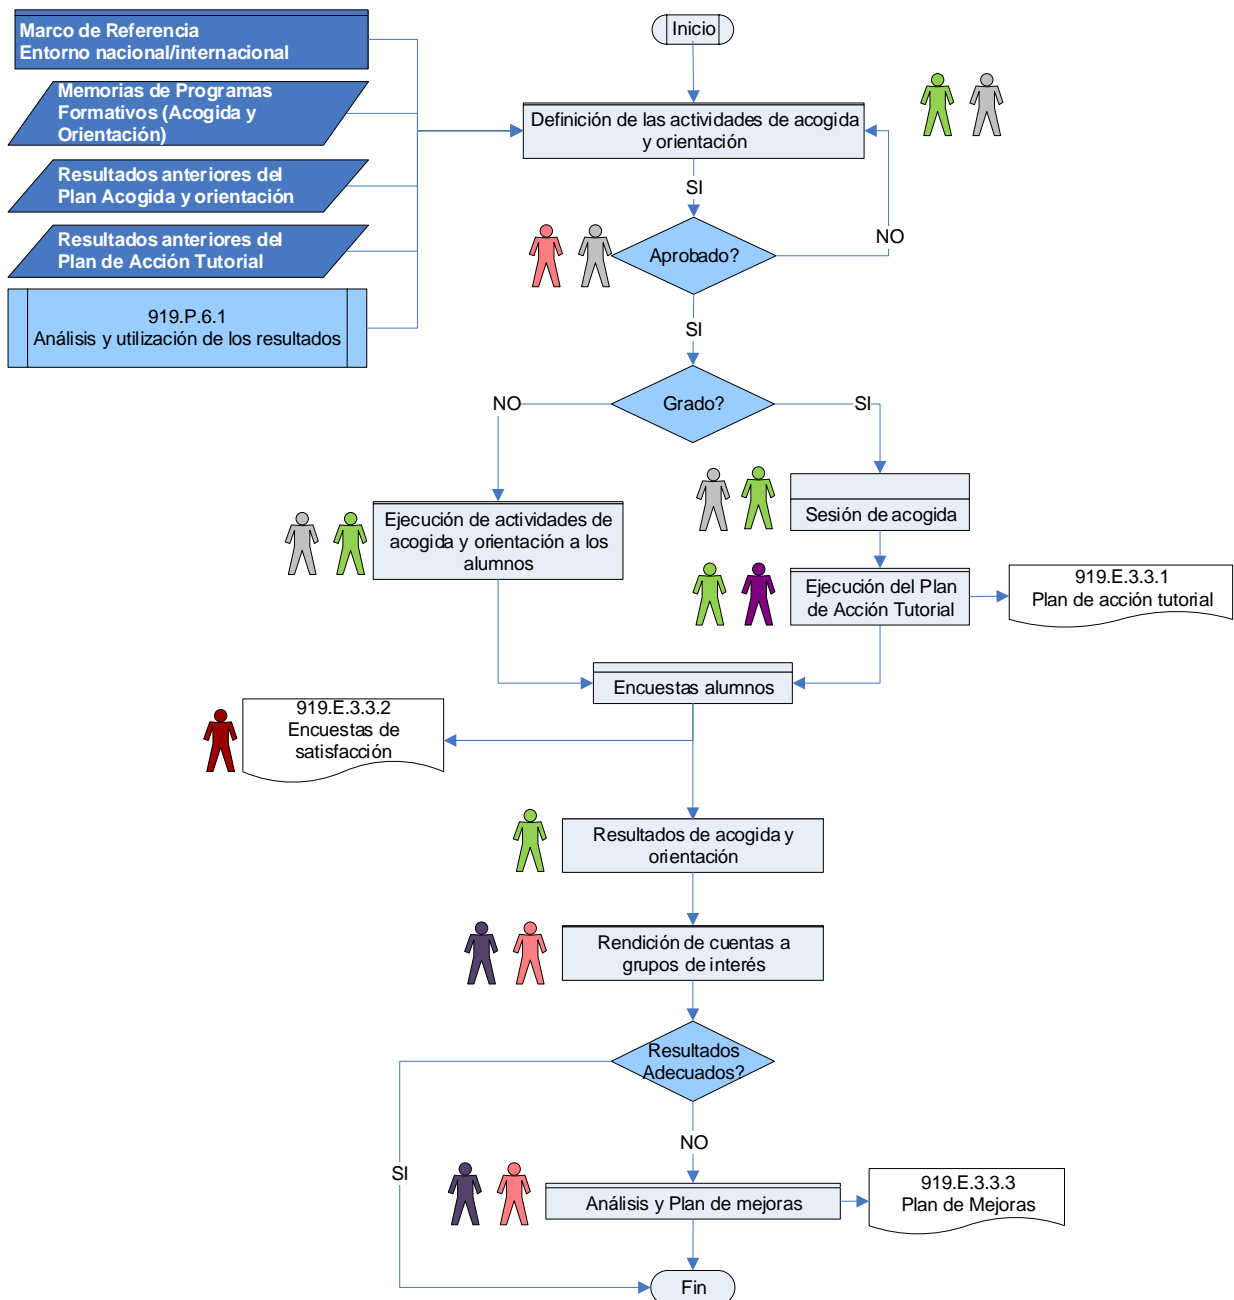 Marco de Referencia
Entorno nacional/internacional
Memorias de Programas
Formativos (Acogida y
Orientación)
Resultados anteriores del
Plan Acogida y orientación
Resultados anteriores del
Plan de Acción Tutorial
919.P.6.1
Análisis y utilización de los resultados
Inicio
Definición de las actividades de acogida
y orientación
SI
NO
Aprobado?
SI
Grado?
NO
SI
Ejecución de actividades de
acogida y orientación a los
alumnos
Sesión de acogida
Ejecución del Plan
de Acción Tutorial
919.E.3.3.1
Plan de acción tutorial
Encuestas alumnos
919.E.3.3.2
Encuestas de
satisfacción
Resultados de acogida y
orientación
Rendición de cuentas a
grupos de interés
Resultados
Adecuados?
NO
SI
Análisis y Plan de mejoras
919.E.3.3.3
Plan de Mejoras
Fin